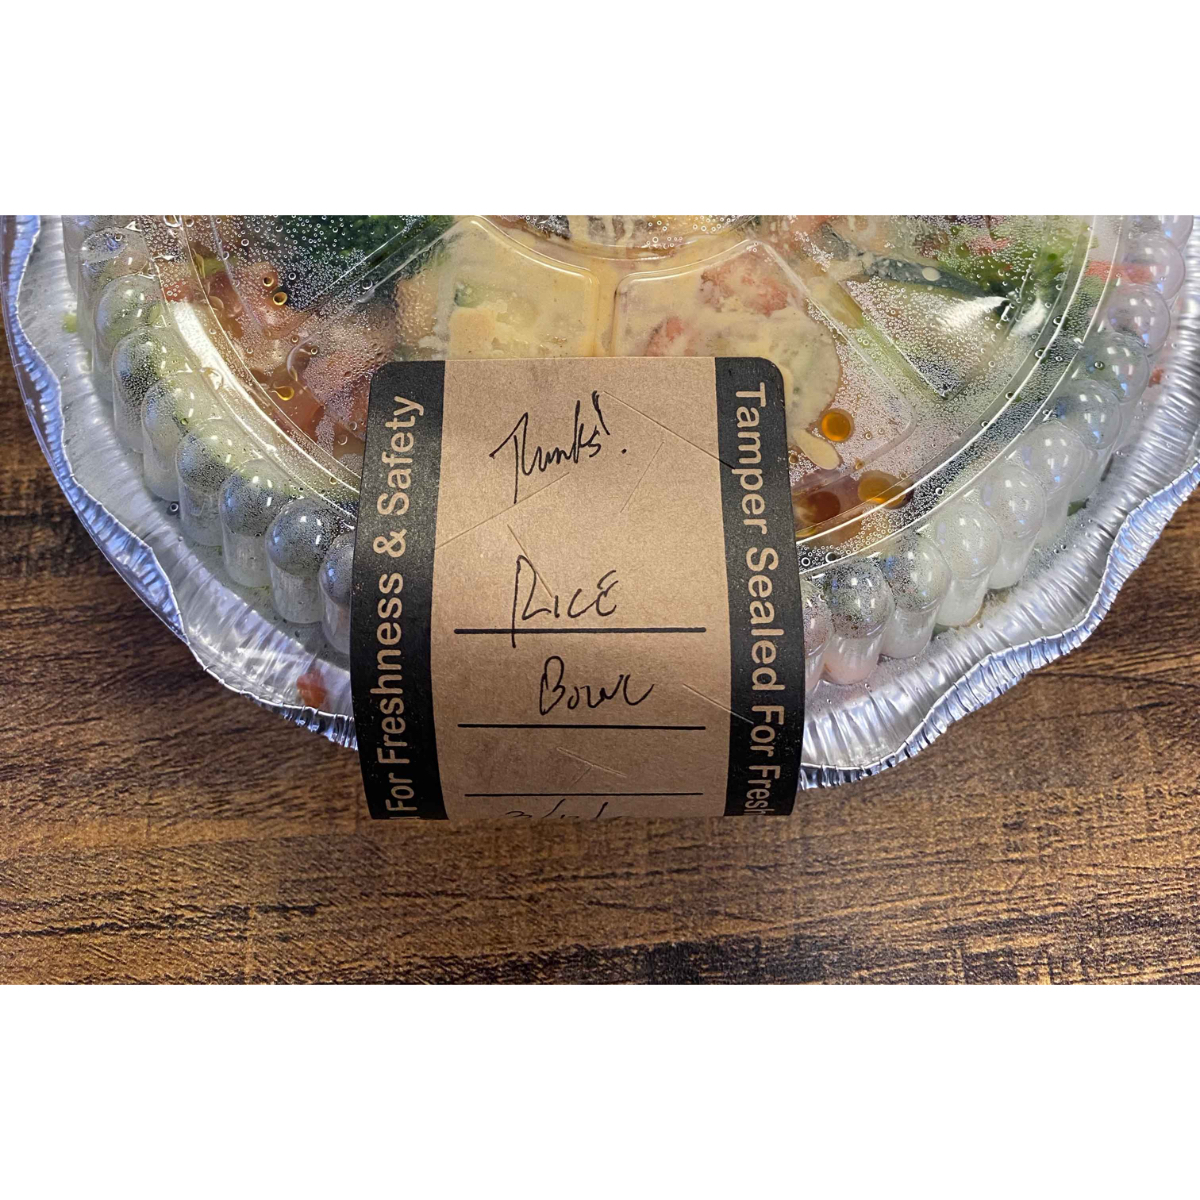 Thanks!
RICE
Bowl
For Freshness & Safety
Tamper Sealed For Fresh